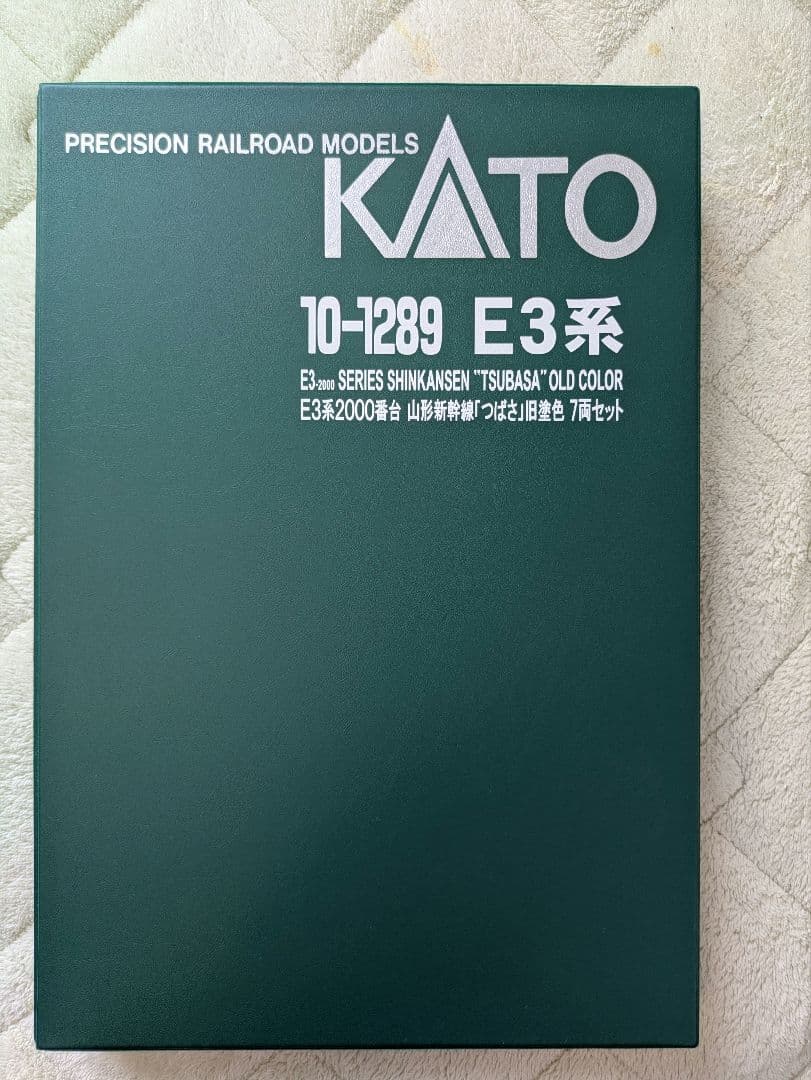 PRECISION RAILROAD MODELS
KATO
10-1289 E3系
E3-2000 SERIES SHINKANSEN "TSUBASA" OLD COLOR
E3系2000番台 山形新幹線「つばさ」旧塗色 7両セット